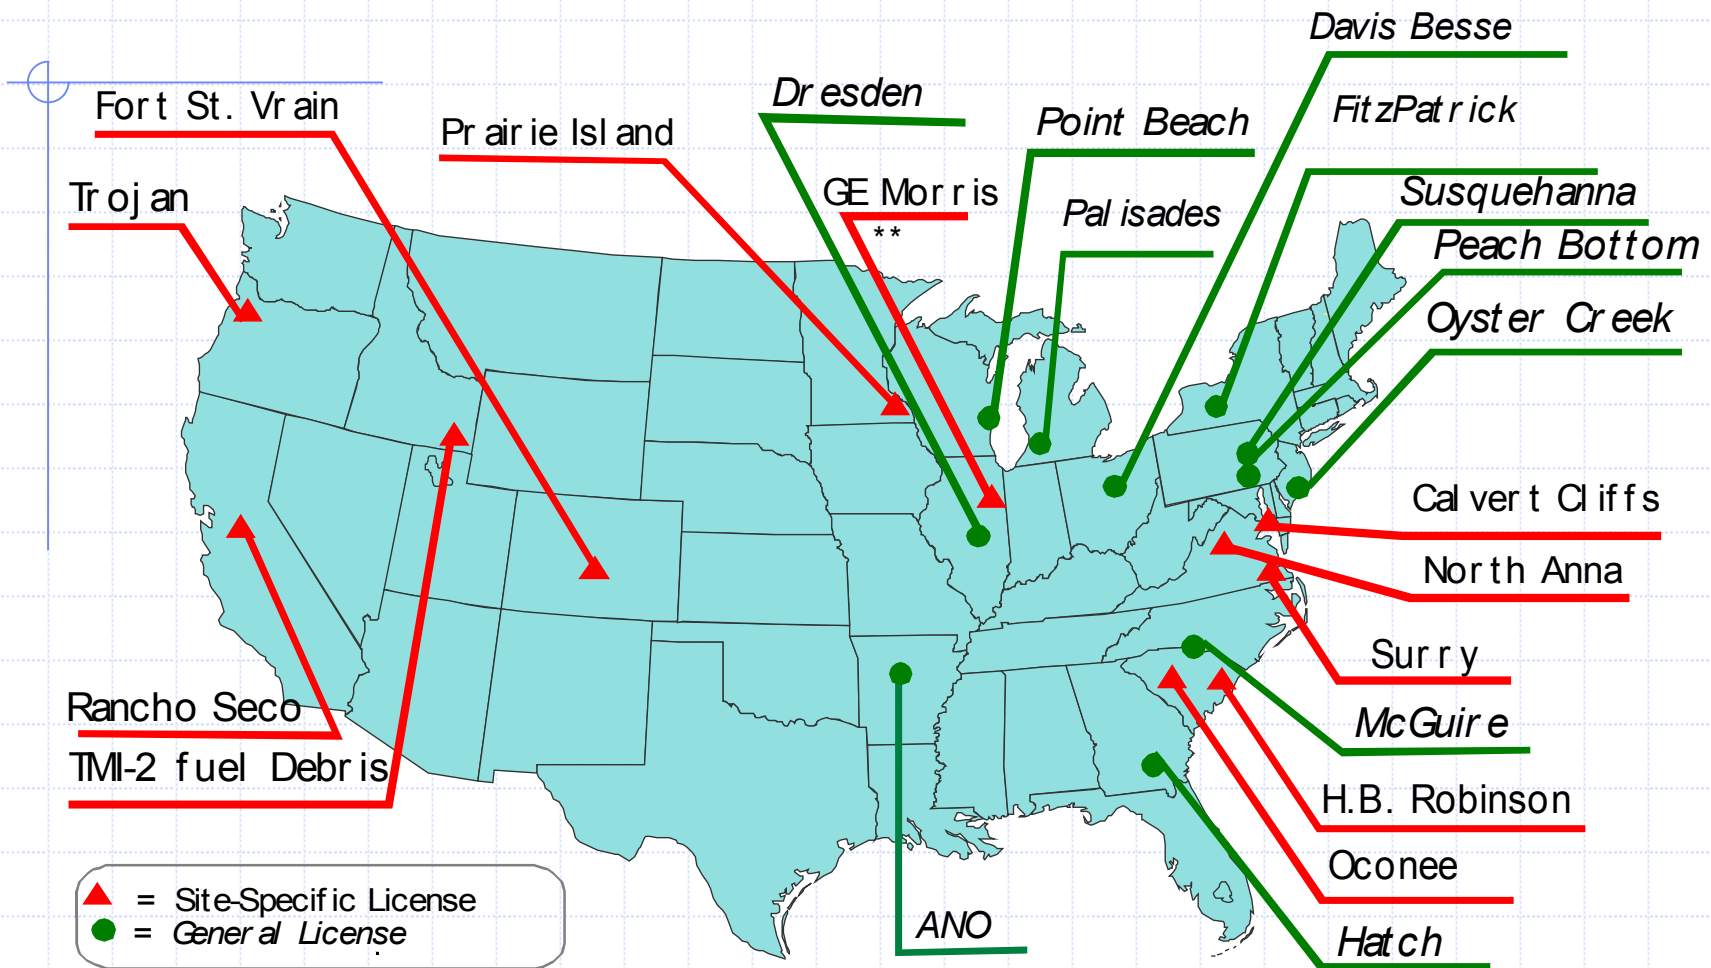 Davis Besse
Dresden
Fort St. Vrain
FitzPatrick
Prairie Island
Point Beach
Trojan
GE Morris
**
Palisades
Susquehanna
Peach Bottom
Oyster Creek
Calvert Cliffs
North Anna
Surry
Rancho Seco
McGuire
TMI-2 fuel Debris
H.B. Robinson
Oconee
ANO
Hatch
= Site-Specific License
= General License